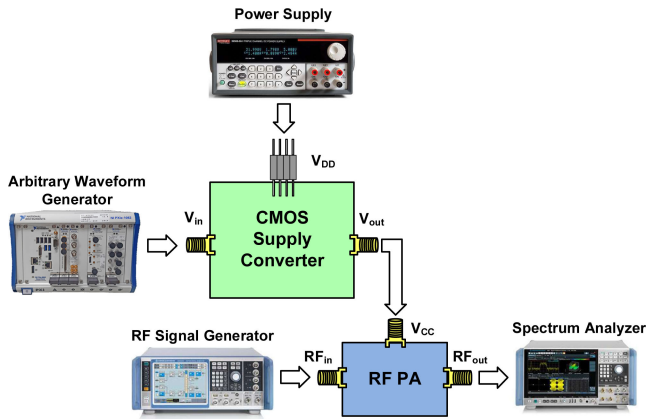 Power Supply
V_DD
Arbitrary Waveform
Generator
V_in
CMOS
Supply
Converter
V_out
V_CC
RF Signal Generator
RF_in
RF PA
RF_out
Spectrum Analyzer